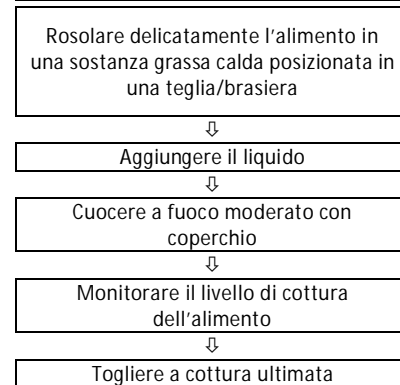 Rosolare delicatamente l'alimento in
una sostanza grassa calda posizionata in
una teglia/brasiera
⇩
Aggiungere il liquido
⇩
Cuocere a fuoco moderato con
coperchio
⇩
Monitorare il livello di cottura
dell'alimento
⇩
Togliere a cottura ultimata